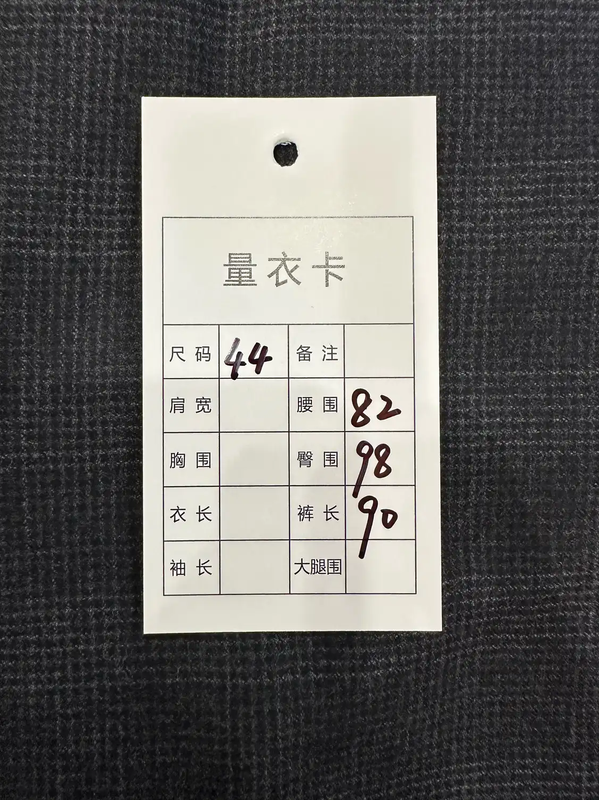 量衣卡
尺码 44 备注
肩宽 腰围 82
胸围 臀围 98
衣长 裤长 90
袖长 大腿围